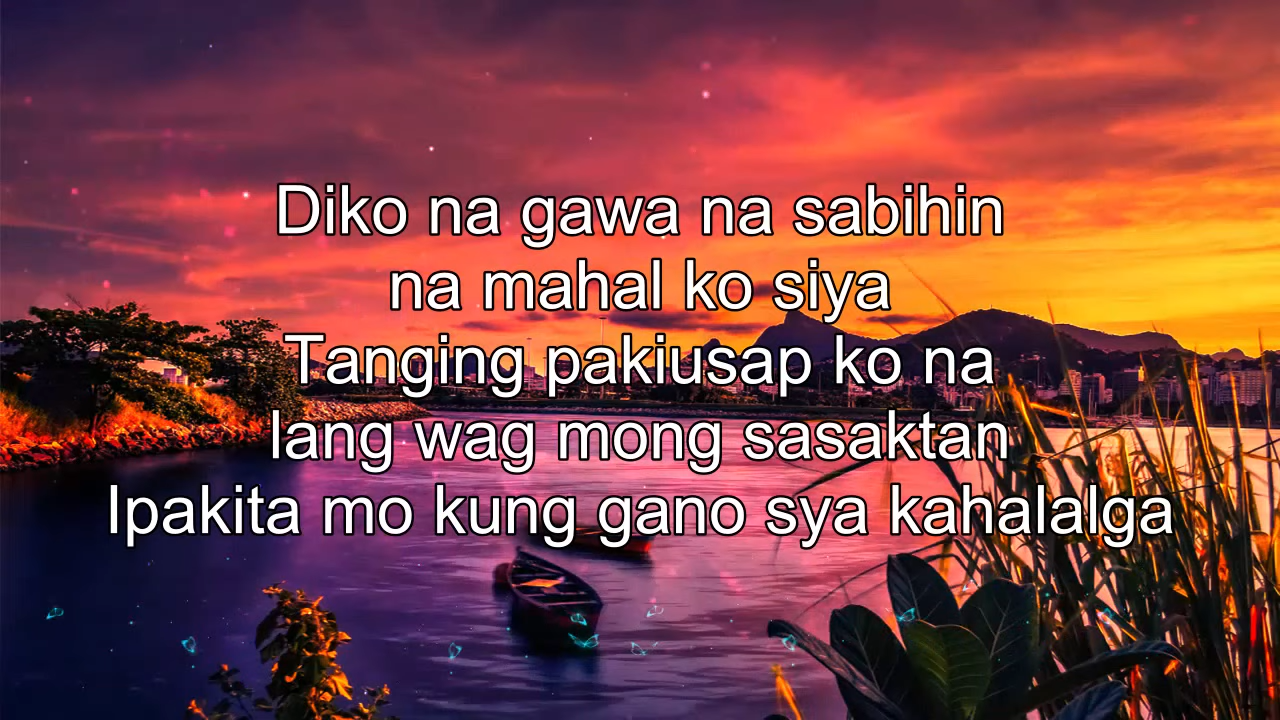 Diko na gawa na sabihin
na mahal ko siya
Tanging pakiusap ko na
lang wag mong sasaktan
Ipakita mo kung gano sya kahalalga